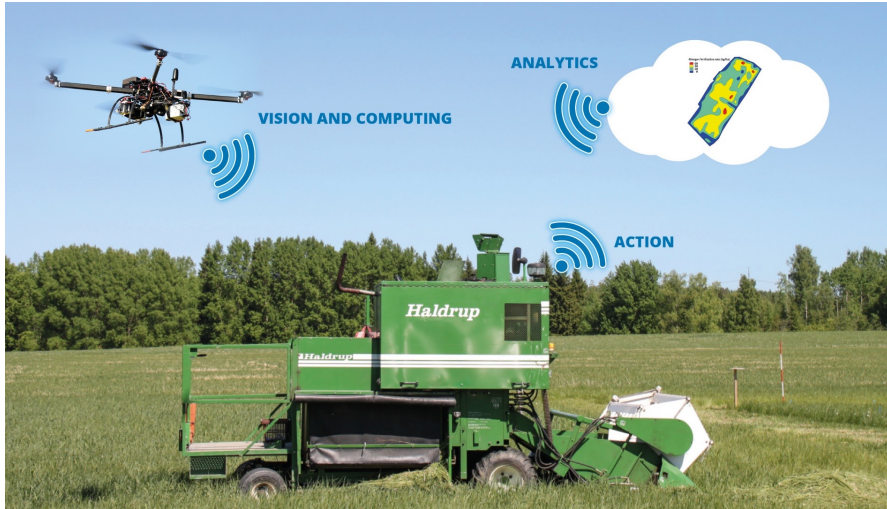 ANALYTICS
VISION AND COMPUTING
ACTION
Haldrup
Haldrup